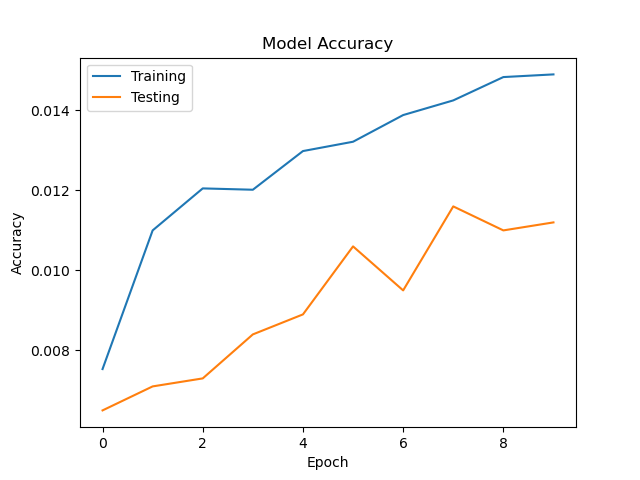 Model Accuracy
Training
Testing
0.014
0.012
0.010
0.008
Accuracy
0 2 4 6 8
Epoch